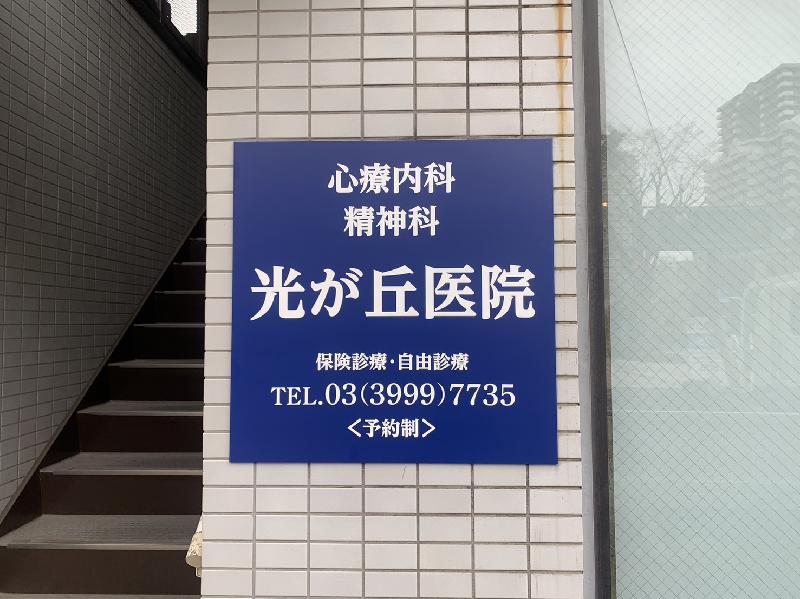 心療内科
精神科
光が丘医院
保険診療・自由診療
TEL.03(3999)7735
＜予約制＞